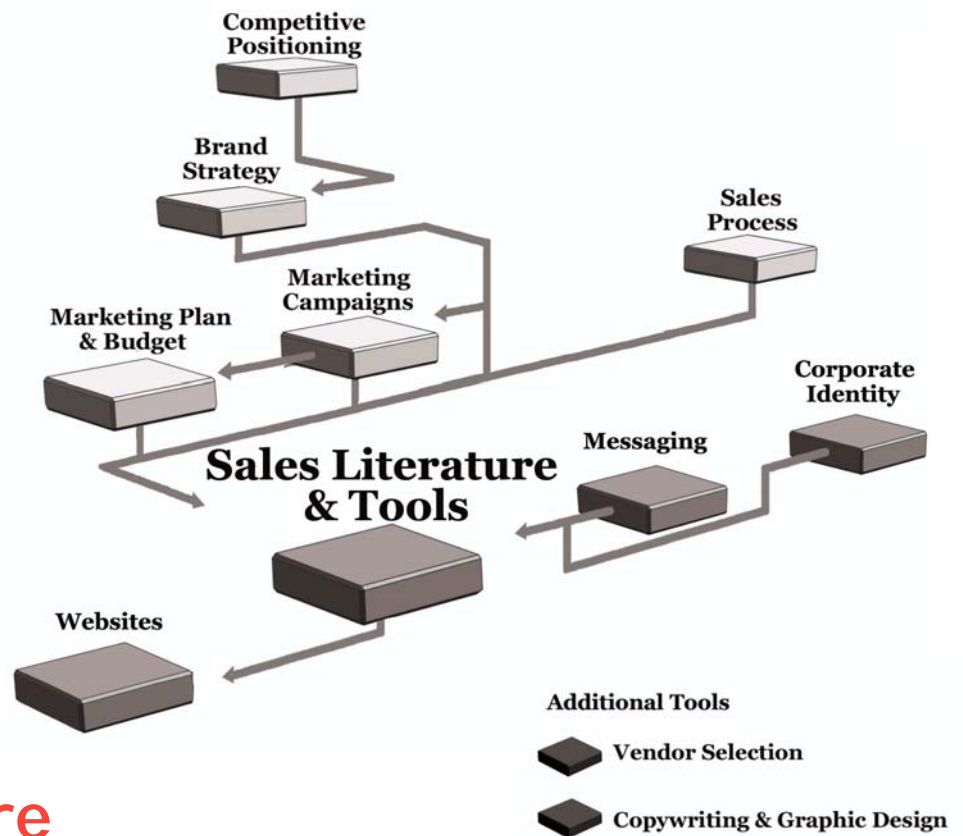 Competitive
Positioning
Brand
Strategy
Sales
Process
Marketing
Campaigns
Marketing Plan
& Budget
Corporate
Identity
Messaging
Sales Literature
& Tools
Websites
Additional Tools
Vendor Selection
Copywriting & Graphic Design
re